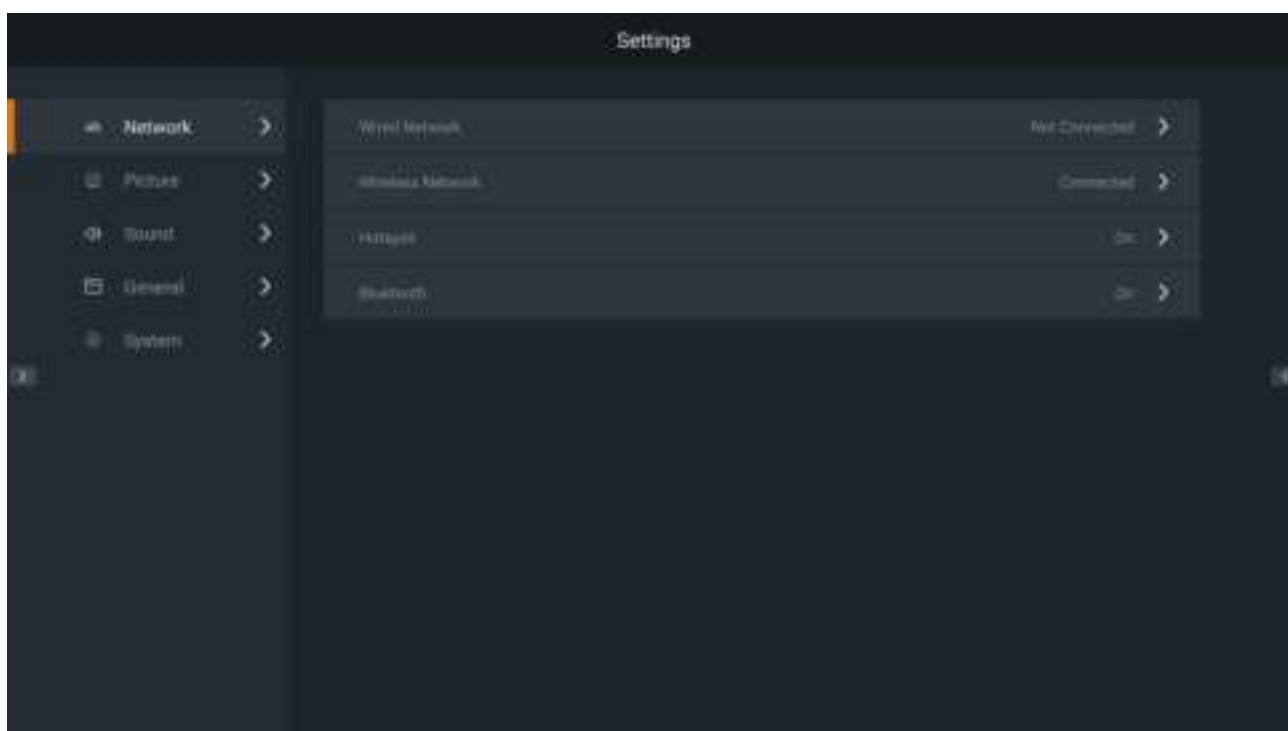 Settings
Network
Picture
Sound
General
System
Wired Network Not Connected
Wireless Network Connected
Hotspot On
Bluetooth On